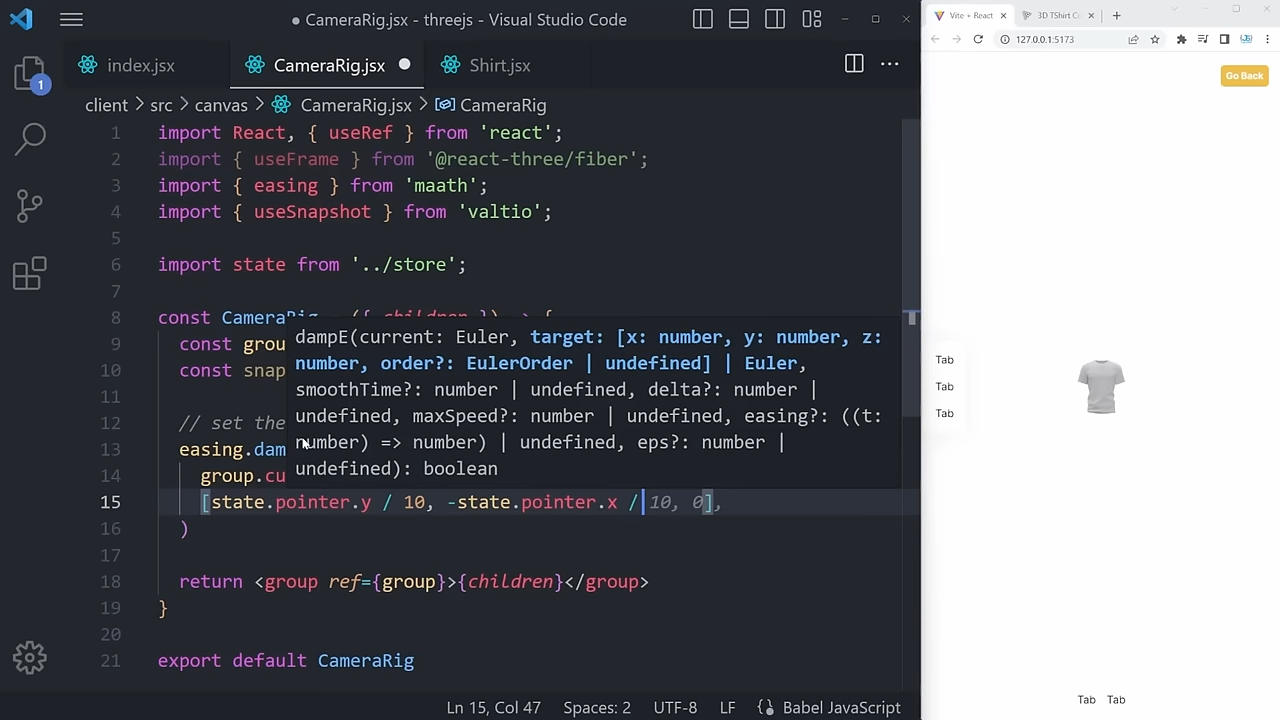 CameraRig.jsx - threejs - Visual Studio Code
1
index.jsx
CameraRig.jsx
Shirt.jsx
client > src > canvas > CameraRig.jsx > CameraRig
1 import React, { useRef } from 'react';
2 import { useFrame } from '@react-three/fiber';
3 import { easing } from 'maath';
4 import { useSnapshot } from 'valtio';
5
6 import state from '../store';
7
8 const CameraRig = ({ children }) => {
9 const grou
10 const snap
11
12 // set the
13 easing.dam
14 group.cu
15 [state.pointer.y / 10, -state.pointer.x / 10, 0],
16 )
17
18 return <group ref={group}>{children}</group>
19 }
20
21 export default CameraRig
dampE(current: Euler, target: [x: number, y: number, z:
number, order?: EulerOrder | undefined] | Euler,
smoothTime?: number | undefined, delta?: number |
undefined, maxSpeed?: number | undefined, easing?: ((t:
number) => number) | undefined, eps?: number |
undefined): boolean
Ln 15, Col 47
Spaces: 2
UTF-8
LF
Babel JavaScript
Vite + React
3D TShirt
127.0.0.1:5173
Go Back
Tab
Tab
Tab
Tab Tab